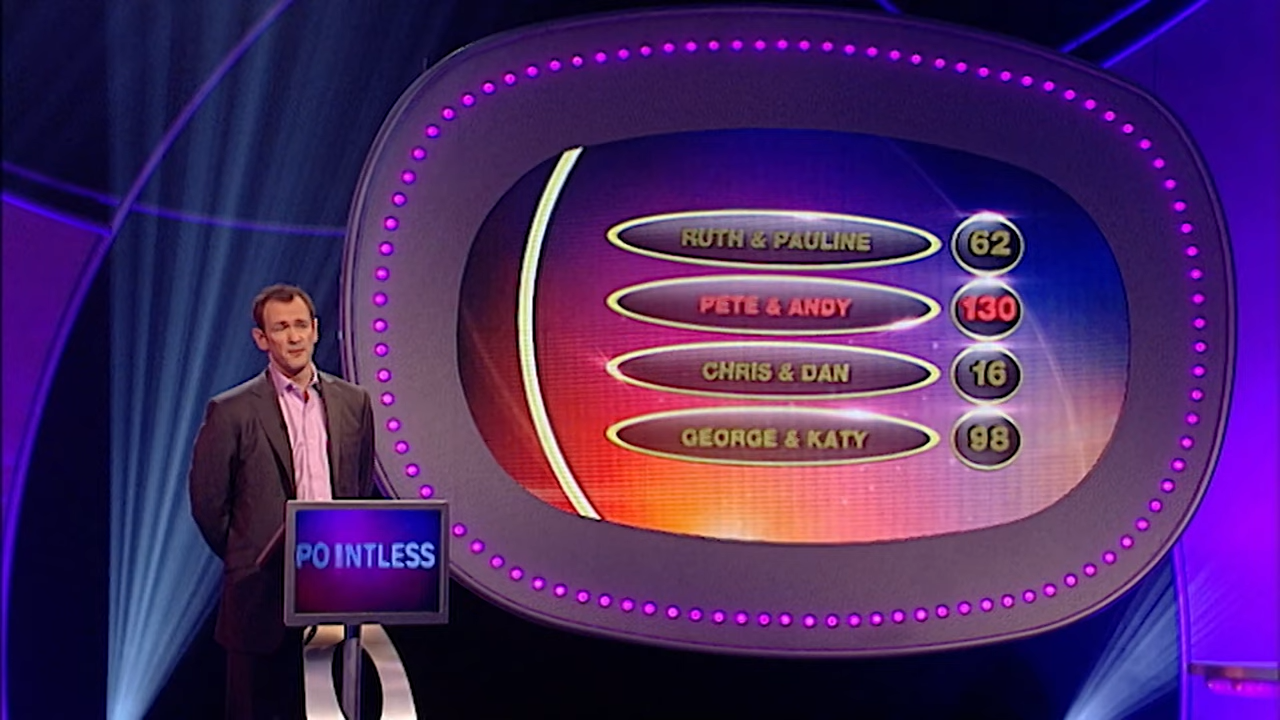 RUTH & PAULINE 62
PETE & ANDY 130
CHRIS & DAN 16
GEORGE & KATY 98
POINTLESS